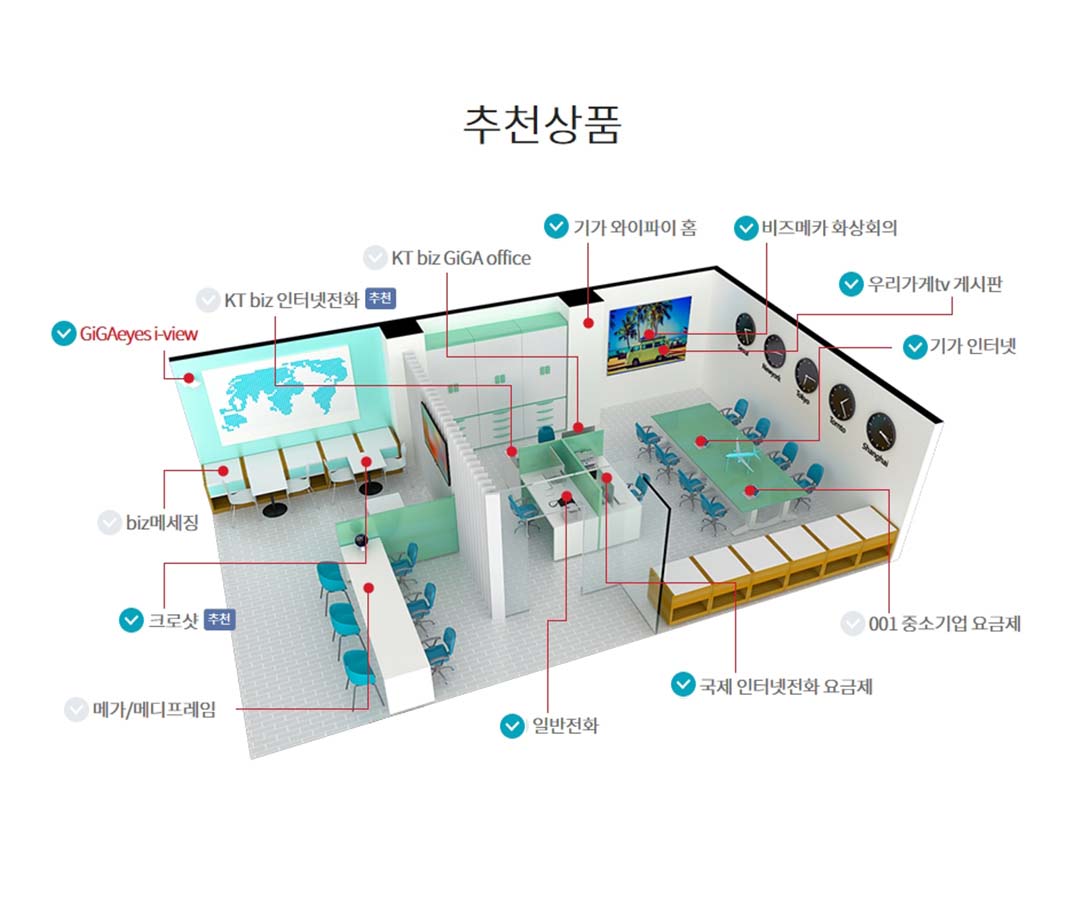 추천상품
기가 와이파이 홈
비즈메카 화상회의
KT biz GiGA office
우리가게tv 게시판
KT biz 인터넷전화 추천
GiGAeyes i-view
기가 인터넷
Seoul
Newyork
Tokyo
Toronto
Shanghai
biz메세징
크로샷 추천
001 중소기업 요금제
국제 인터넷전화 요금제
메가/메디프레임
일반전화